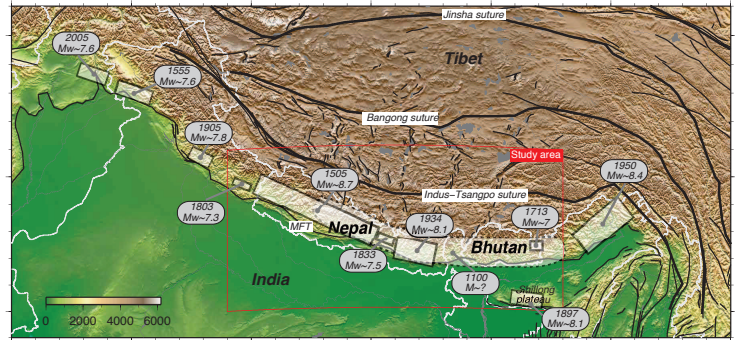 Jinsha suture
2005
Mw~7.6
Tibet
1555
Mw~7.6
Bangong suture
1905
Mw~7.8
Study area
1950
Mw~8.4
1505
Mw~8.7
Indus–Tsangpo suture
1803
Mw~7.3
1934
Mw~8.1
1713
Mw~7
MFT
Nepal
Bhutan
1833
Mw~7.5
India
1100
M~?
Shillong
plateau
0 2000 4000 6000
1897
Mw~8.1